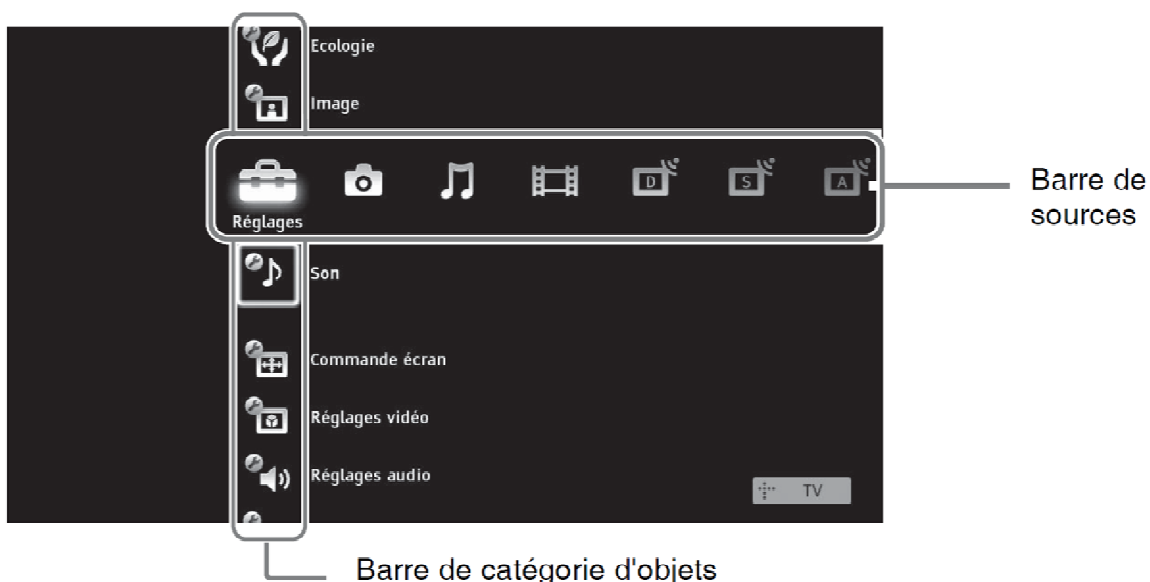 Ecologie
Image
Réglages
D
S
A
Barre de
sources
Son
Commande écran
Réglages vidéo
Réglages audio
TV
Barre de catégorie d'objets